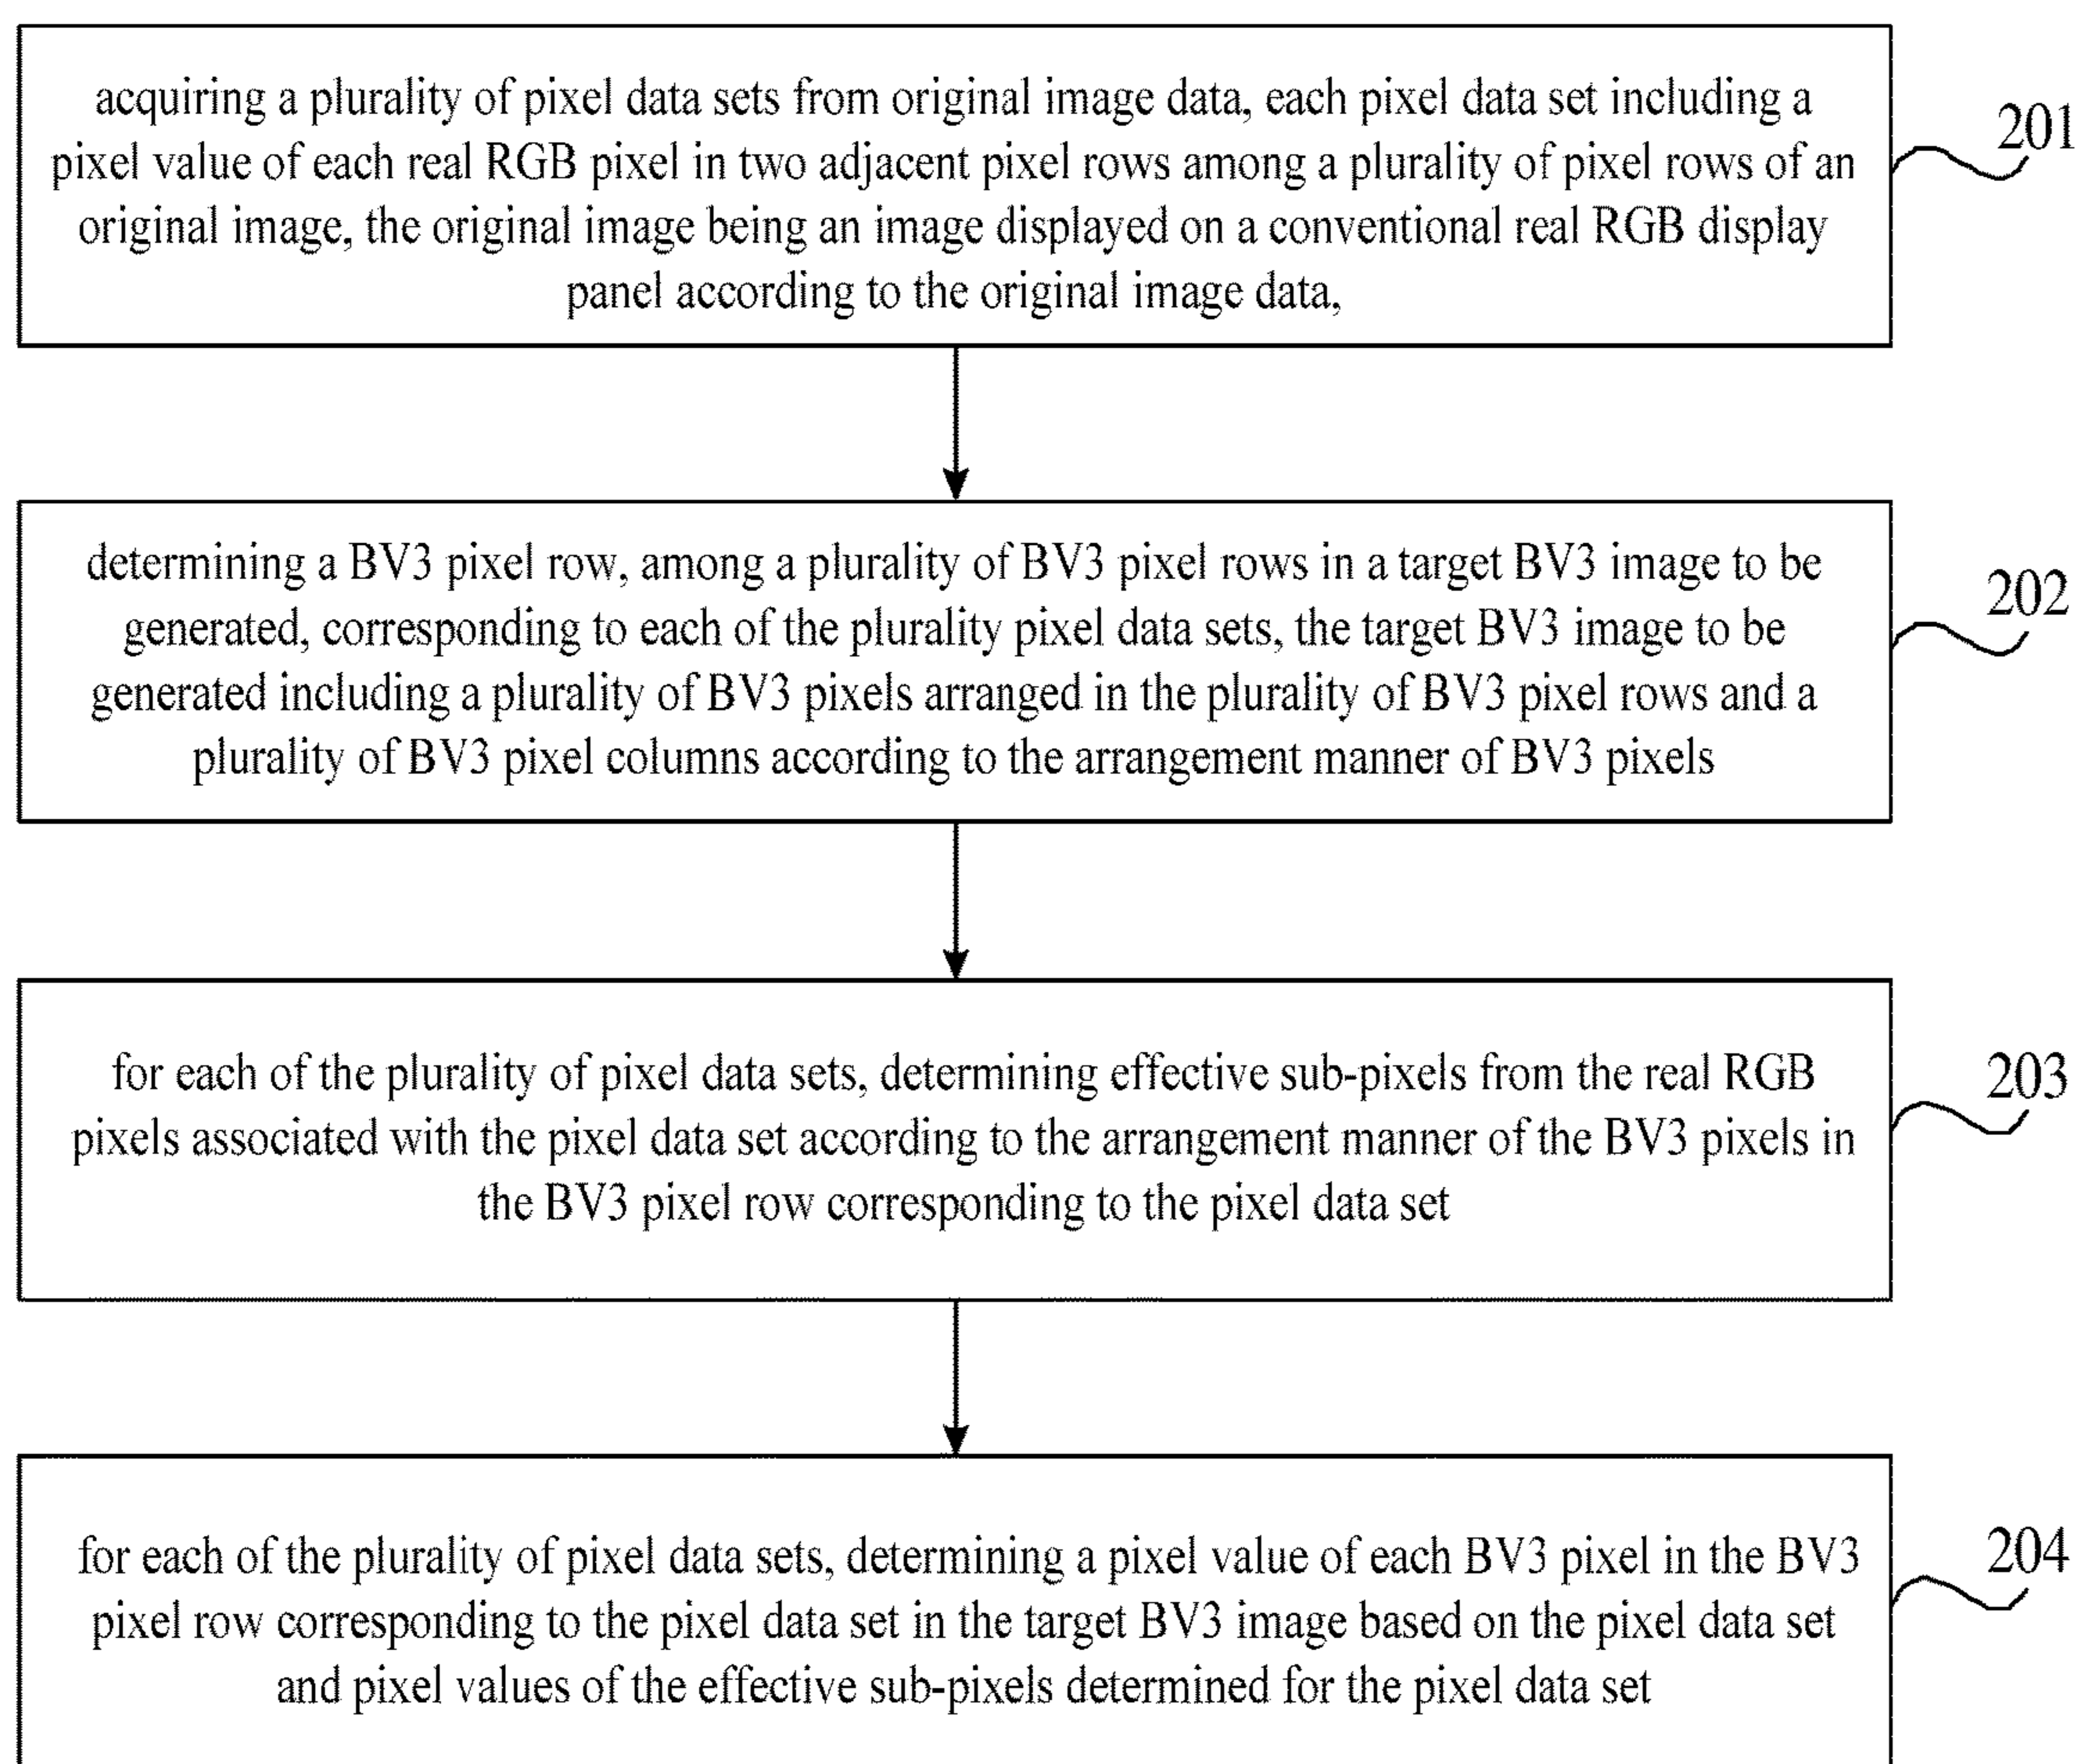 acquiring a plurality of pixel data sets from original image data, each pixel data set including a
pixel value of each real RGB pixel in two adjacent pixel rows among a plurality of pixel rows of an
original image, the original image being an image displayed on a conventional real RGB display
panel according to the original image data,
201
determining a BV3 pixel row, among a plurality of BV3 pixel rows in a target BV3 image to be
generated, corresponding to each of the plurality pixel data sets, the target BV3 image to be
generated including a plurality of BV3 pixels arranged in the plurality of BV3 pixel rows and a
plurality of BV3 pixel columns according to the arrangement manner of BV3 pixels
202
for each of the plurality of pixel data sets, determining effective sub-pixels from the real RGB
pixels associated with the pixel data set according to the arrangement manner of the BV3 pixels in
the BV3 pixel row corresponding to the pixel data set
203
for each of the plurality of pixel data sets, determining a pixel value of each BV3 pixel in the BV3
pixel row corresponding to the pixel data set in the target BV3 image based on the pixel data set
and pixel values of the effective sub-pixels determined for the pixel data set
204